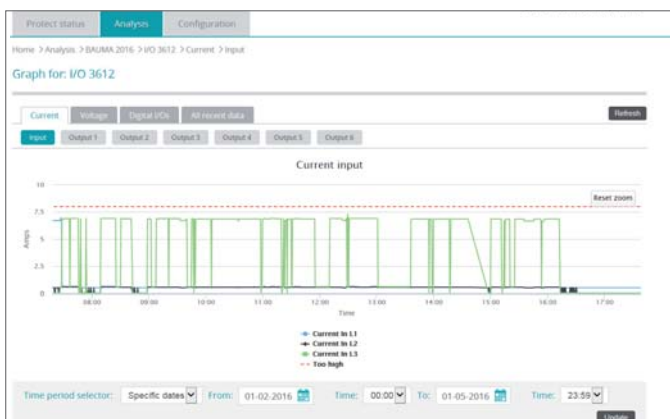 Protect status Analysis Configuration
Home > Analysis > BAUMA 2016 > I/O 3612 > Current > Input
Graph for: I/O 3612
Current Voltage Digital I/Os All recent data Refresh
Input Output 1 Output 2 Output 3 Output 4 Output 5 Output 6
Current input
10
Reset zoom
7.5
Amps
5
2.5
0
08:00 09:00 10:00 11:00 12:00 13:00 14:00 15:00 16:00 17:00
Time
Current In L1
Current In L2
Current In L3
Too high
Time period selector: Specific dates From: 01-02-2016 Time: 00:00 To: 01-05-2016 Time: 23:59
Update